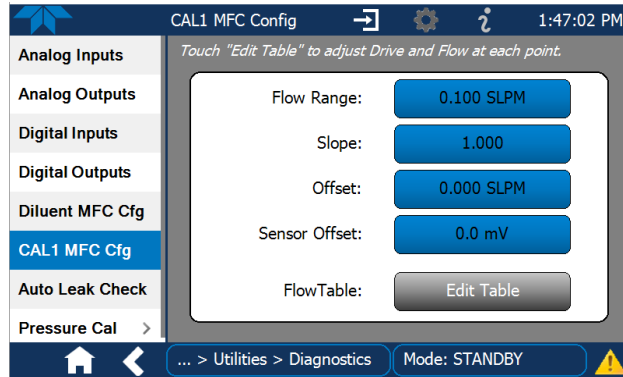 CAL1 MFC Config
1:47:02 PM
Touch "Edit Table" to adjust Drive and Flow at each point.
Analog Inputs
Analog Outputs
Digital Inputs
Digital Outputs
Diluent MFC Cfg
CAL1 MFC Cfg
Auto Leak Check
Pressure Cal >
Flow Range: 0.100 SLPM
Slope: 1.000
Offset: 0.000 SLPM
Sensor Offset: 0.0 mV
FlowTable: Edit Table
... > Utilities > Diagnostics
Mode: STANDBY